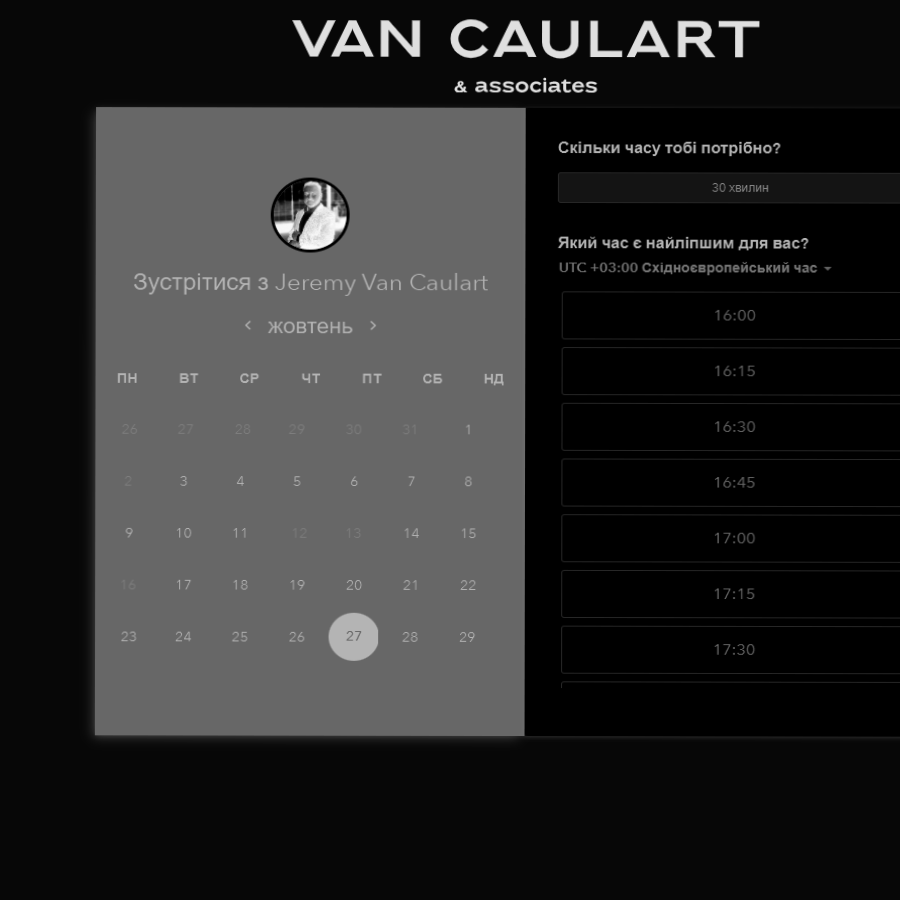 VAN CAULART
& associates
Зустрітися з Jeremy Van Caulart
жовтень
ПН ВТ СР ЧТ ПТ СБ НД
26 27 28 29 30 31 1
2 3 4 5 6 7 8
9 10 11 12 13 14 15
16 17 18 19 20 21 22
23 24 25 26 27 28 29
Скільки часу тобі потрібно?
30 хвилин
Який час є найліпшим для вас?
UTC +03:00 Східноєвропейський час
16:00
16:15
16:30
16:45
17:00
17:15
17:30